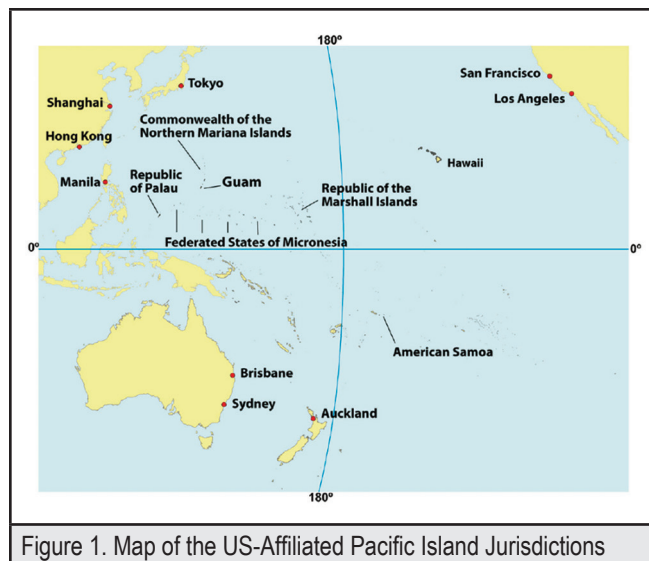 180º
San Francisco
Tokyo
Los Angeles
Shanghai
Commonwealth of the
Northern Mariana Islands
Hong Kong
Hawaii
Manila
Republic
of Palau
Guam
Republic of the
Marshall Islands
Federated States of Micronesia
0º
0º
American Samoa
Brisbane
Sydney
Auckland
180º
Figure 1. Map of the US-Affiliated Pacific Island Jurisdictions